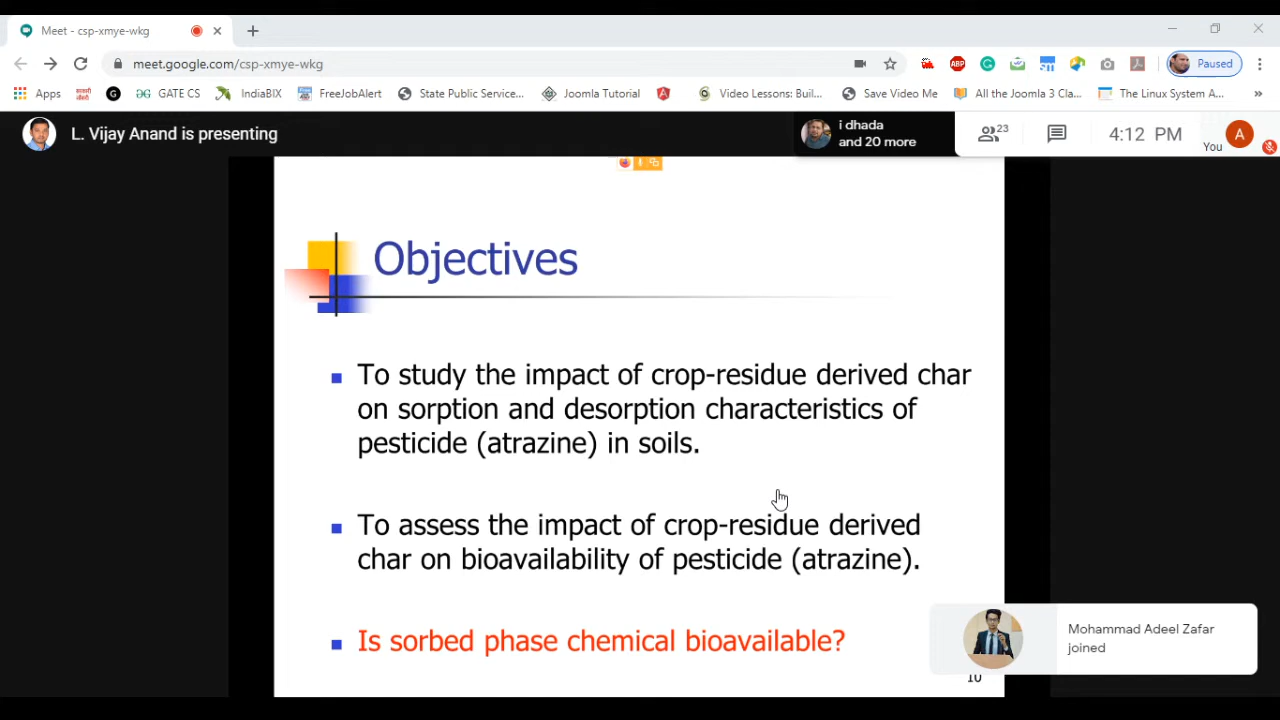 Meet - csp-xmye-wkg
meet.google.com/csp-xmye-wkg
ABP
Paused
Apps
GATE CS
IndiaBIX
FreeJobAlert
State Public Service...
Joomla Tutorial
Video Lessons: Buil...
Save Video Me
All the Joomla 3 Cla...
The Linux System A...
L. Vijay Anand is presenting
i dhada
and 20 more
23
4:12 PM
You
A
Objectives
To study the impact of crop-residue derived char
on sorption and desorption characteristics of
pesticide (atrazine) in soils.
To assess the impact of crop-residue derived
char on bioavailability of pesticide (atrazine).
Is sorbed phase chemical bioavailable?
Mohammad Adeel Zafar
joined
10